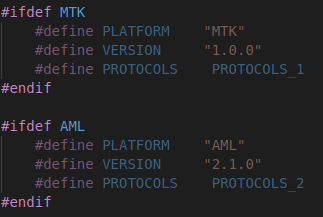 #ifdef MTK
    #define PLATFORM    "MTK"
    #define VERSION     "1.0.0"
    #define PROTOCOLS    PROTOCOLS_1
#endif

#ifdef AML
    #define PLATFORM    "AML"
    #define VERSION     "2.1.0"
    #define PROTOCOLS    PROTOCOLS_2
#endif